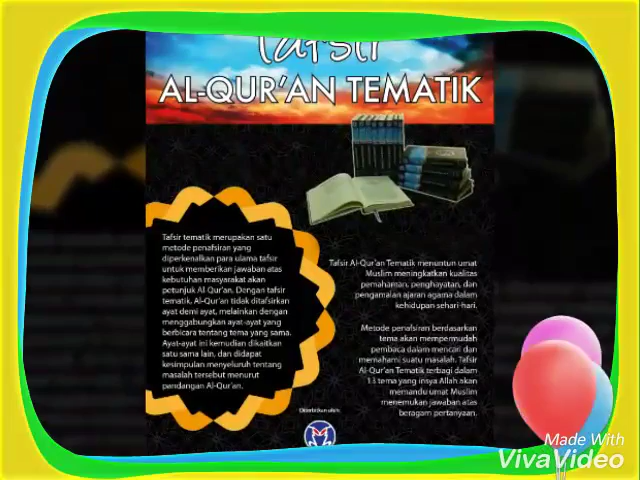 Tafsir
AL-QUR'AN TEMATIK
Tafsir tematik merupakan satu
metode penafsiran yang
diperkenalkan para ulama tafsir
untuk memberikan jawaban atas
kebutuhan masyarakat akan
petunjuk Al Qur'an. Dengan tafsir
tematik, Al-Qur'an tidak ditafsirkan
ayat demi ayat, melainkan dengan
menggabungkan ayat-ayat yang
berbicara tentang tema yang sama.
Ayat-ayat ini kemudian dikaitkan
satu sama lain, dan didapat
kesimpulan menyeluruh tentang
masalah tersebut menurut
pandangan Al-Qur'an.
Tafsir Al-Qur'an Tematik menuntun umat
Muslim meningkatkan kualitas
pemahaman, penghayatan, dan
pengamalan ajaran agama dalam
kehidupan sehari-hari.
Metode penafsiran berdasarkan
tema akan mempermudah
pembaca dalam mencari dan
memahami suatu masalah. Tafsir
Al-Qur'an Tematik terbagi dalam
13 tema yang insya Allah akan
memandu umat Muslim
menemukan jawaban atas
beragam pertanyaan.
Diterbitkan oleh:
Made With
VivaVideo